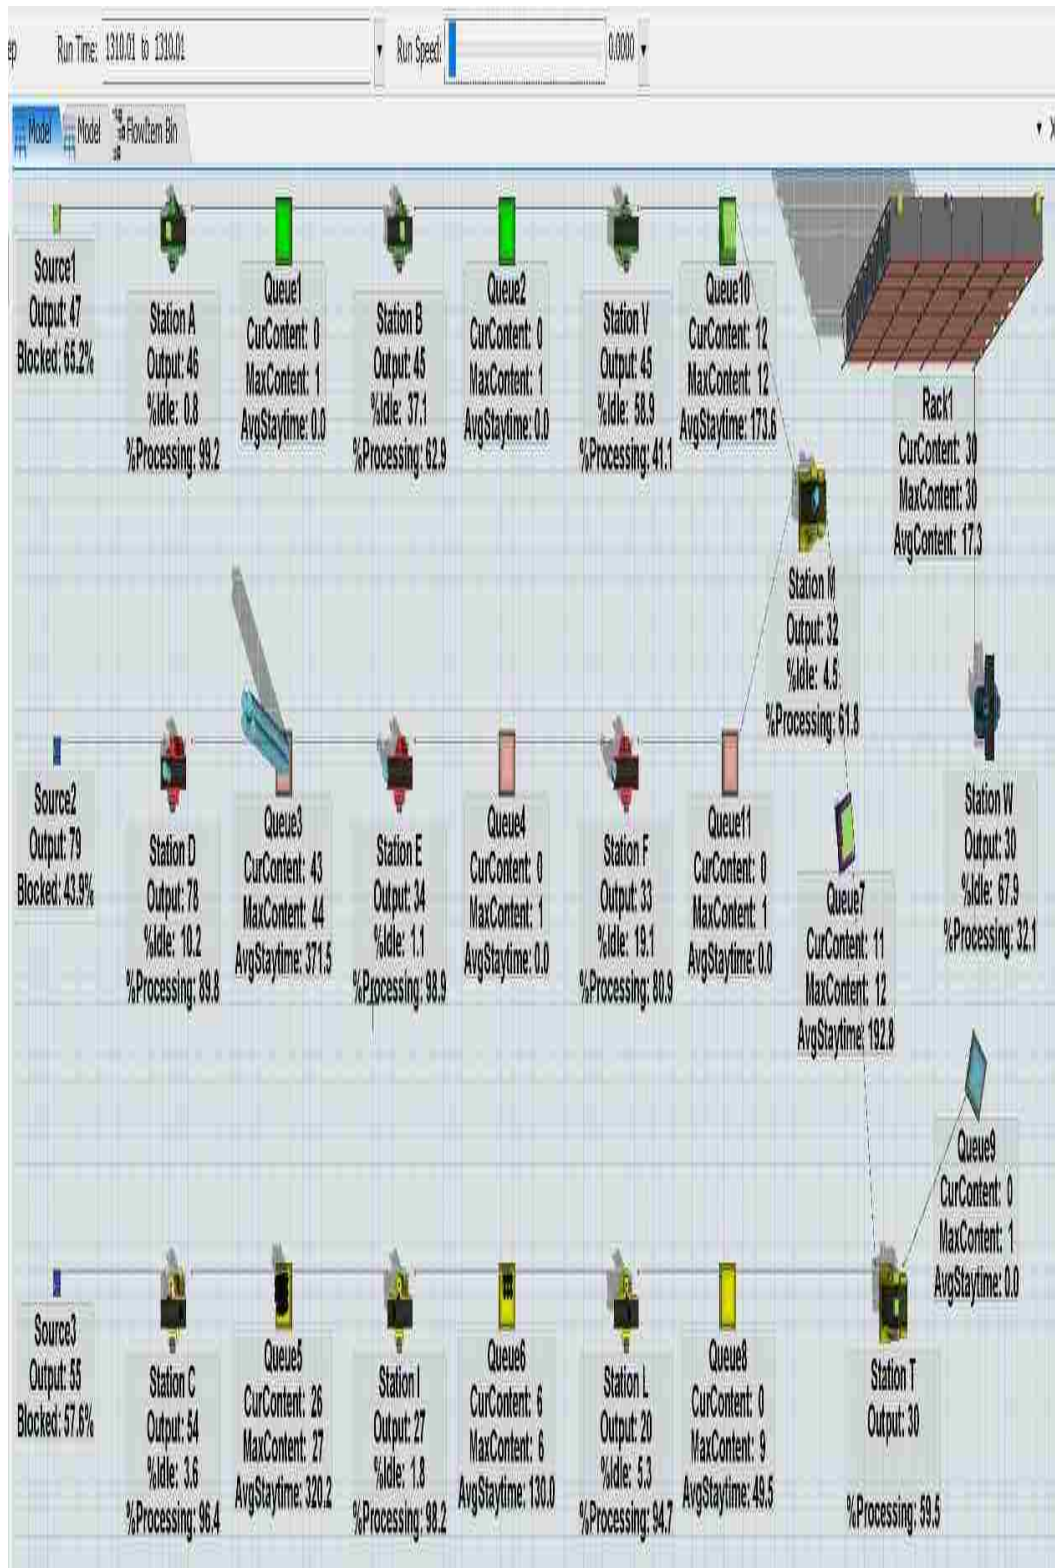 ep Run Time: 1310.01 to 1310.01 Run Speed: 0.0000
Model Model FlowItem Bin
Source1
Output: 47
Blocked: 65.2%
Station A
Output: 46
%Idle: 0.8
%Processing: 99.2
Queue1
CurContent: 0
MaxContent: 1
AvgStaytime: 0.0
Station B
Output: 45
%Idle: 37.1
%Processing: 62.9
Queue2
CurContent: 0
MaxContent: 1
AvgStaytime: 0.0
Station V
Output: 45
%Idle: 58.9
%Processing: 41.1
Queue10
CurContent: 12
MaxContent: 12
AvgStaytime: 173.6
Rack1
CurContent: 30
MaxContent: 30
AvgContent: 17.3
Station M
Output: 32
%Idle: 4.5
%Processing: 61.8
Source2
Output: 79
Blocked: 43.9%
Station D
Output: 78
%Idle: 10.2
%Processing: 89.8
Queue3
CurContent: 43
MaxContent: 44
AvgStaytime: 371.5
Station E
Output: 34
%Idle: 1.1
%Processing: 98.9
Queue4
CurContent: 0
MaxContent: 1
AvgStaytime: 0.0
Station F
Output: 33
%Idle: 19.1
%Processing: 80.9
Queue11
CurContent: 0
MaxContent: 1
AvgStaytime: 0.0
Queue7
CurContent: 11
MaxContent: 12
AvgStaytime: 192.8
Station W
Output: 30
%Idle: 67.9
%Processing: 32.1
Queue9
CurContent: 0
MaxContent: 1
AvgStaytime: 0.0
Source3
Output: 55
Blocked: 57.6%
Station C
Output: 54
%Idle: 3.6
%Processing: 96.4
Queue5
CurContent: 26
MaxContent: 27
AvgStaytime: 320.2
Station I
Output: 27
%Idle: 1.8
%Processing: 98.2
Queue6
CurContent: 6
MaxContent: 6
AvgStaytime: 130.0
Station L
Output: 20
%Idle: 5.3
%Processing: 94.7
Queue8
CurContent: 0
MaxContent: 9
AvgStaytime: 49.5
Station T
Output: 30
%Processing: 59.5